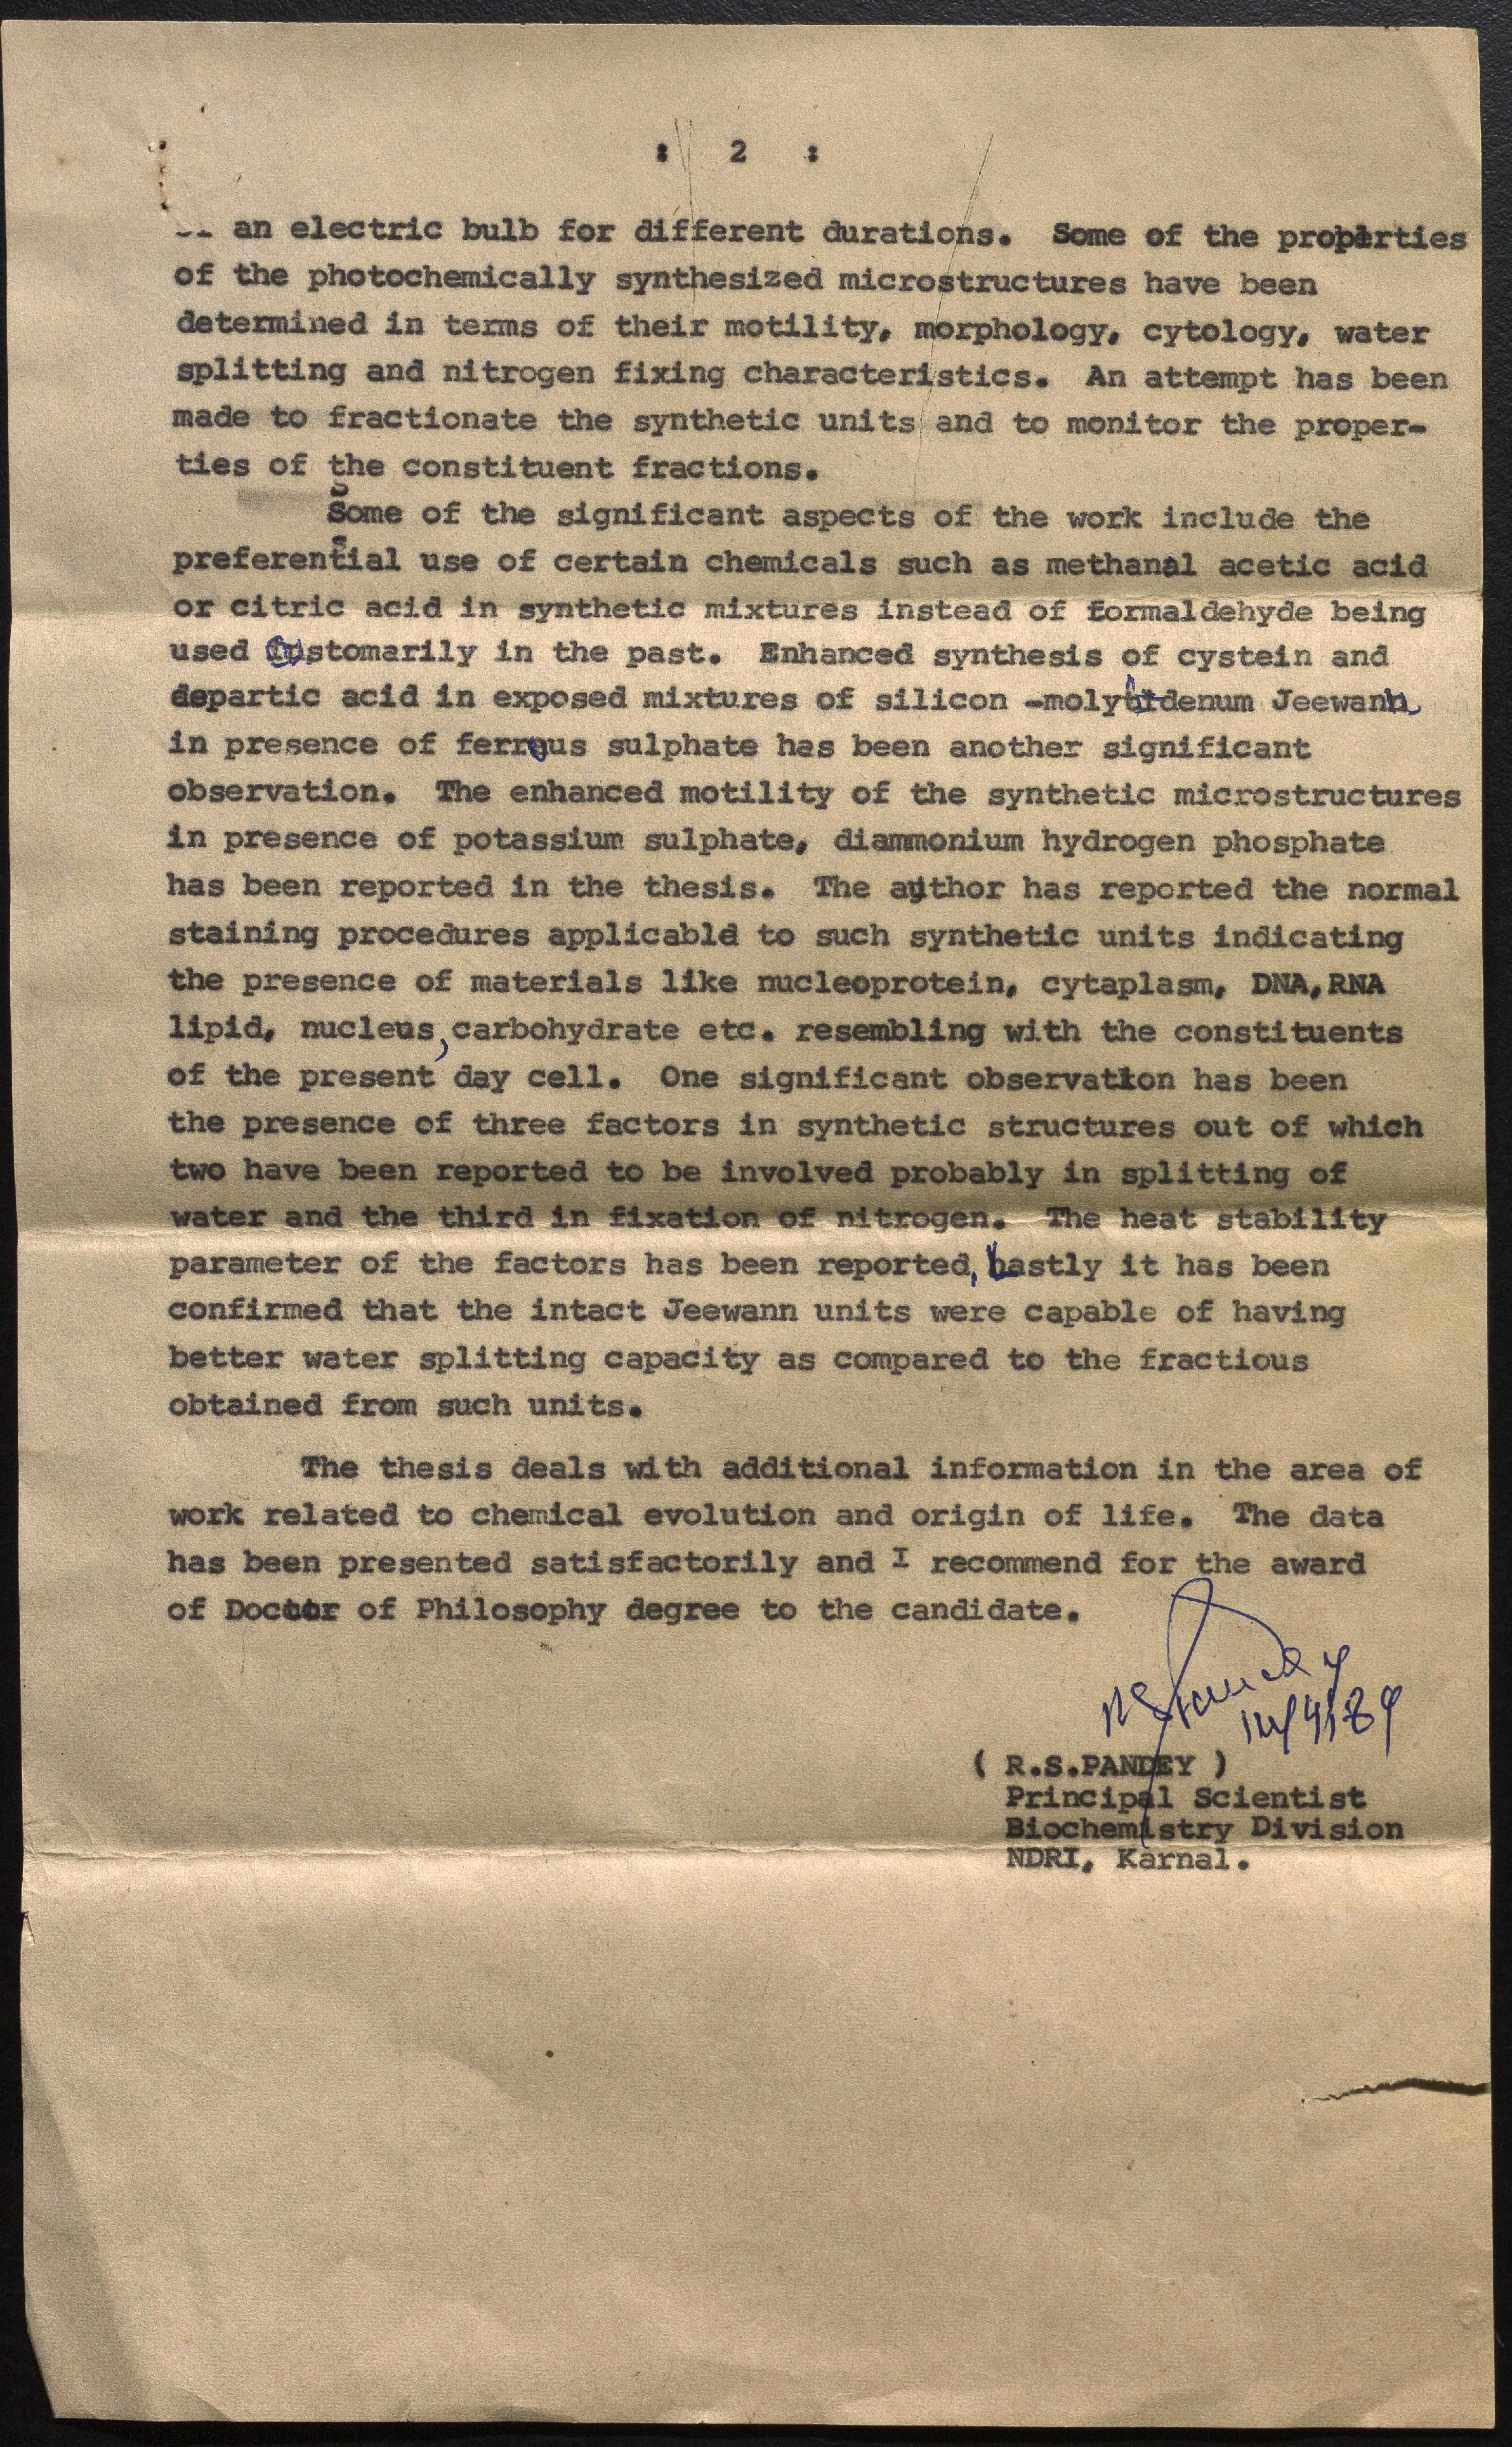 : 2 :
an electric bulb for different durations. Some of the properties
of the photochemically synthesized microstructures have been
determined in terms of their motility, morphology, cytology, water
splitting and nitrogen fixing characteristics. An attempt has been
made to fractionate the synthetic units and to monitor the proper-
ties of the constituent fractions.
Some of the significant aspects of the work include the
preferential use of certain chemicals such as methanal acetic acid
or citric acid in synthetic mixtures instead of formaldehyde being
used Customarily in the past. Enhanced synthesis of cystein and
aspartic acid in exposed mixtures of silicon -molybdenum Jeewann
in presence of ferrous sulphate has been another significant
observation. The enhanced motility of the synthetic microstructures
in presence of potassium sulphate, diammonium hydrogen phosphate
has been reported in the thesis. The author has reported the normal
staining procedures applicable to such synthetic units indicating
the presence of materials like nucleoprotein, cytaplasm, DNA,RNA
lipid, nucleus, carbohydrate etc. resembling with the constituents
of the present day cell. One significant observation has been
the presence of three factors in synthetic structures out of which
two have been reported to be involved probably in splitting of
water and the third in fixation of nitrogen. The heat stability
parameter of the factors has been reported, Lastly it has been
confirmed that the intact Jeewann units were capable of having
better water splitting capacity as compared to the fractious
obtained from such units.
The thesis deals with additional information in the area of
work related to chemical evolution and origin of life. The data
has been presented satisfactorily and I recommend for the award
of Doctor of Philosophy degree to the candidate.
RSPandey
14/4/89
( R.S.PANDEY )
Principal Scientist
Biochemistry Division
NDRI, Karnal.